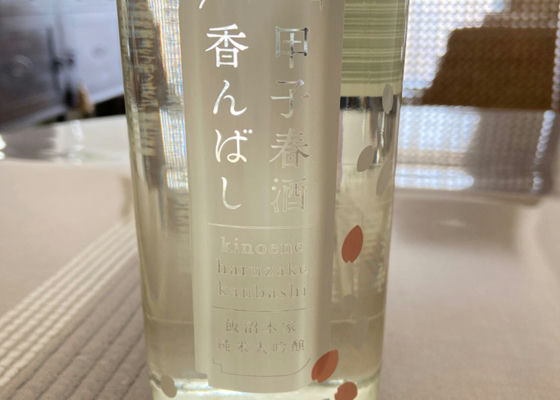 甲子春酒
香んばし
kinoene
haruzake
kanbashi
飯沼本家
純米大吟醸